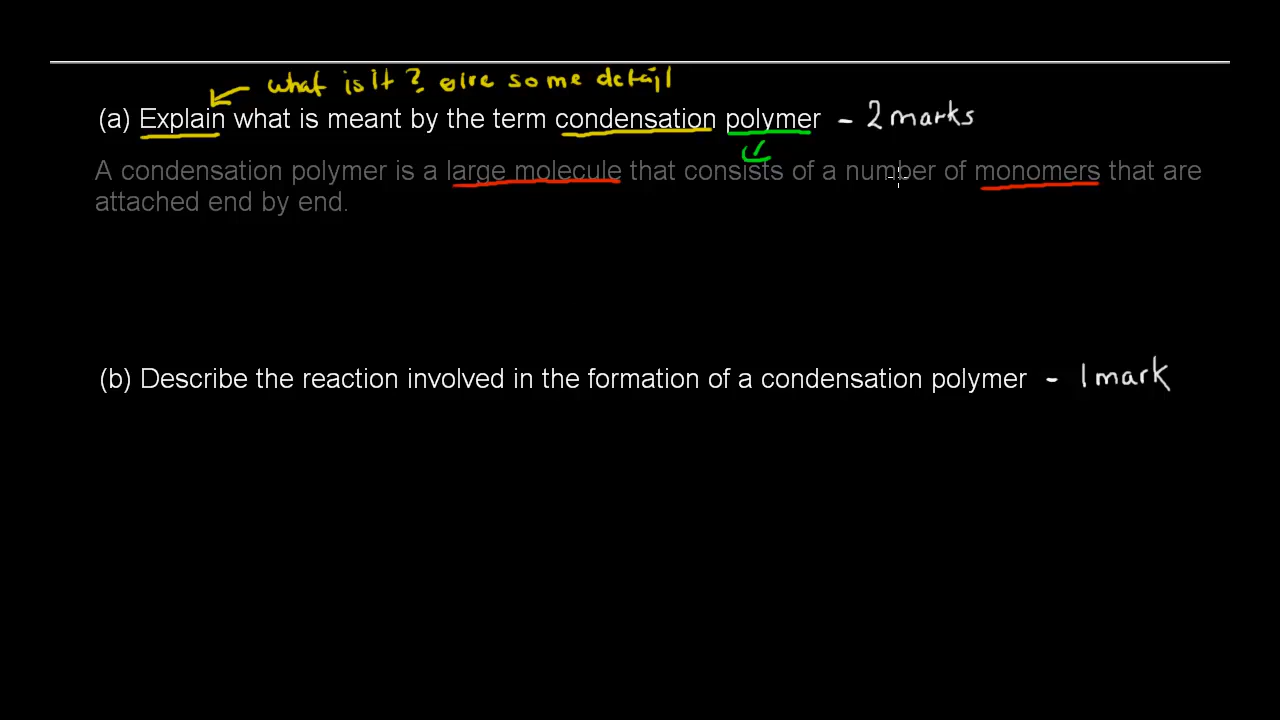 what is it? Give some detail
(a) Explain what is meant by the term condensation polymer - 2 marks
A condensation polymer is a large molecule that consists of a number of monomers that are
attached end by end.
(b) Describe the reaction involved in the formation of a condensation polymer - 1 mark